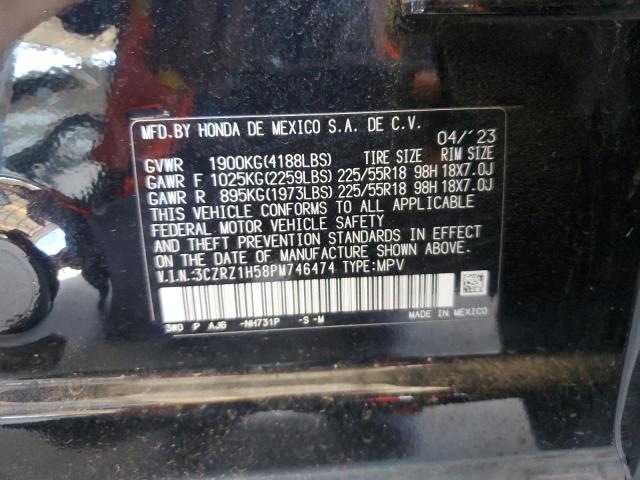 MFD. BY HONDA DE MEXICO S.A. DE C.V.
04/'23
GVWR 1900KG(4188LBS) TIRE SIZE RIM SIZE
GAWR F 1025KG(2259LBS) 225/55R18 98H 18X7.0J
GAWR R 895KG(1973LBS) 225/55R18 98H 18X7.0J
THIS VEHICLE CONFORMS TO ALL APPLICABLE
FEDERAL MOTOR VEHICLE SAFETY
AND THEFT PREVENTION STANDARDS IN EFFECT
ON THE DATE OF MANUFACTURE SHOWN ABOVE.
V.I.N.:3CZRZ1H58PM746474 TYPE:MPV
5WD P AJ6 -NH731P -S -M
MADE IN MEXICO